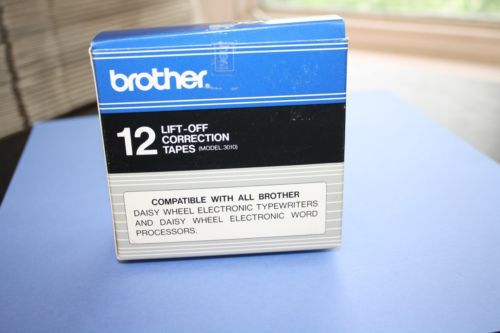 brother.
12 LIFT-OFF
CORRECTION
TAPES (MODEL.3010)
COMPATIBLE WITH ALL BROTHER
DAISY WHEEL ELECTRONIC TYPEWRITERS
AND DAISY WHEEL ELECTRONIC WORD
PROCESSORS.